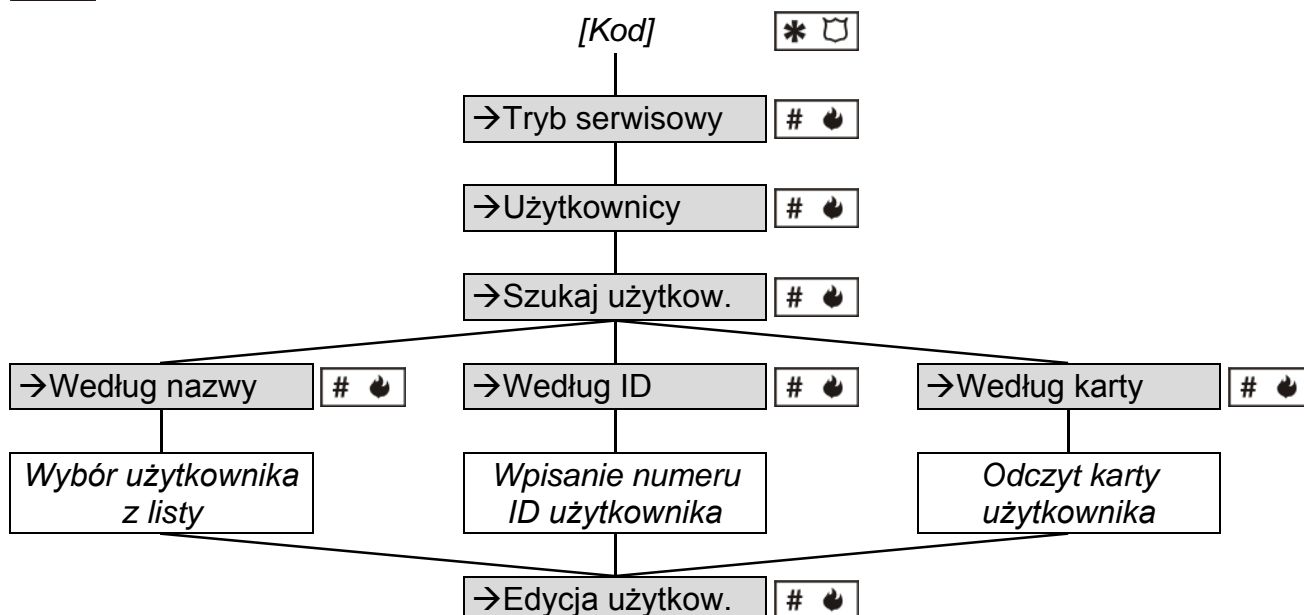 [Kod] *
→Tryb serwisowy #
→Użytkownicy #
→Szukaj użytkow. #
→Według nazwy # →Według ID # →Według karty #
Wybór użytkownika
z listy
Wpisanie numeru
ID użytkownika
Odczyt karty
użytkownika
→Edycja użytkow. #